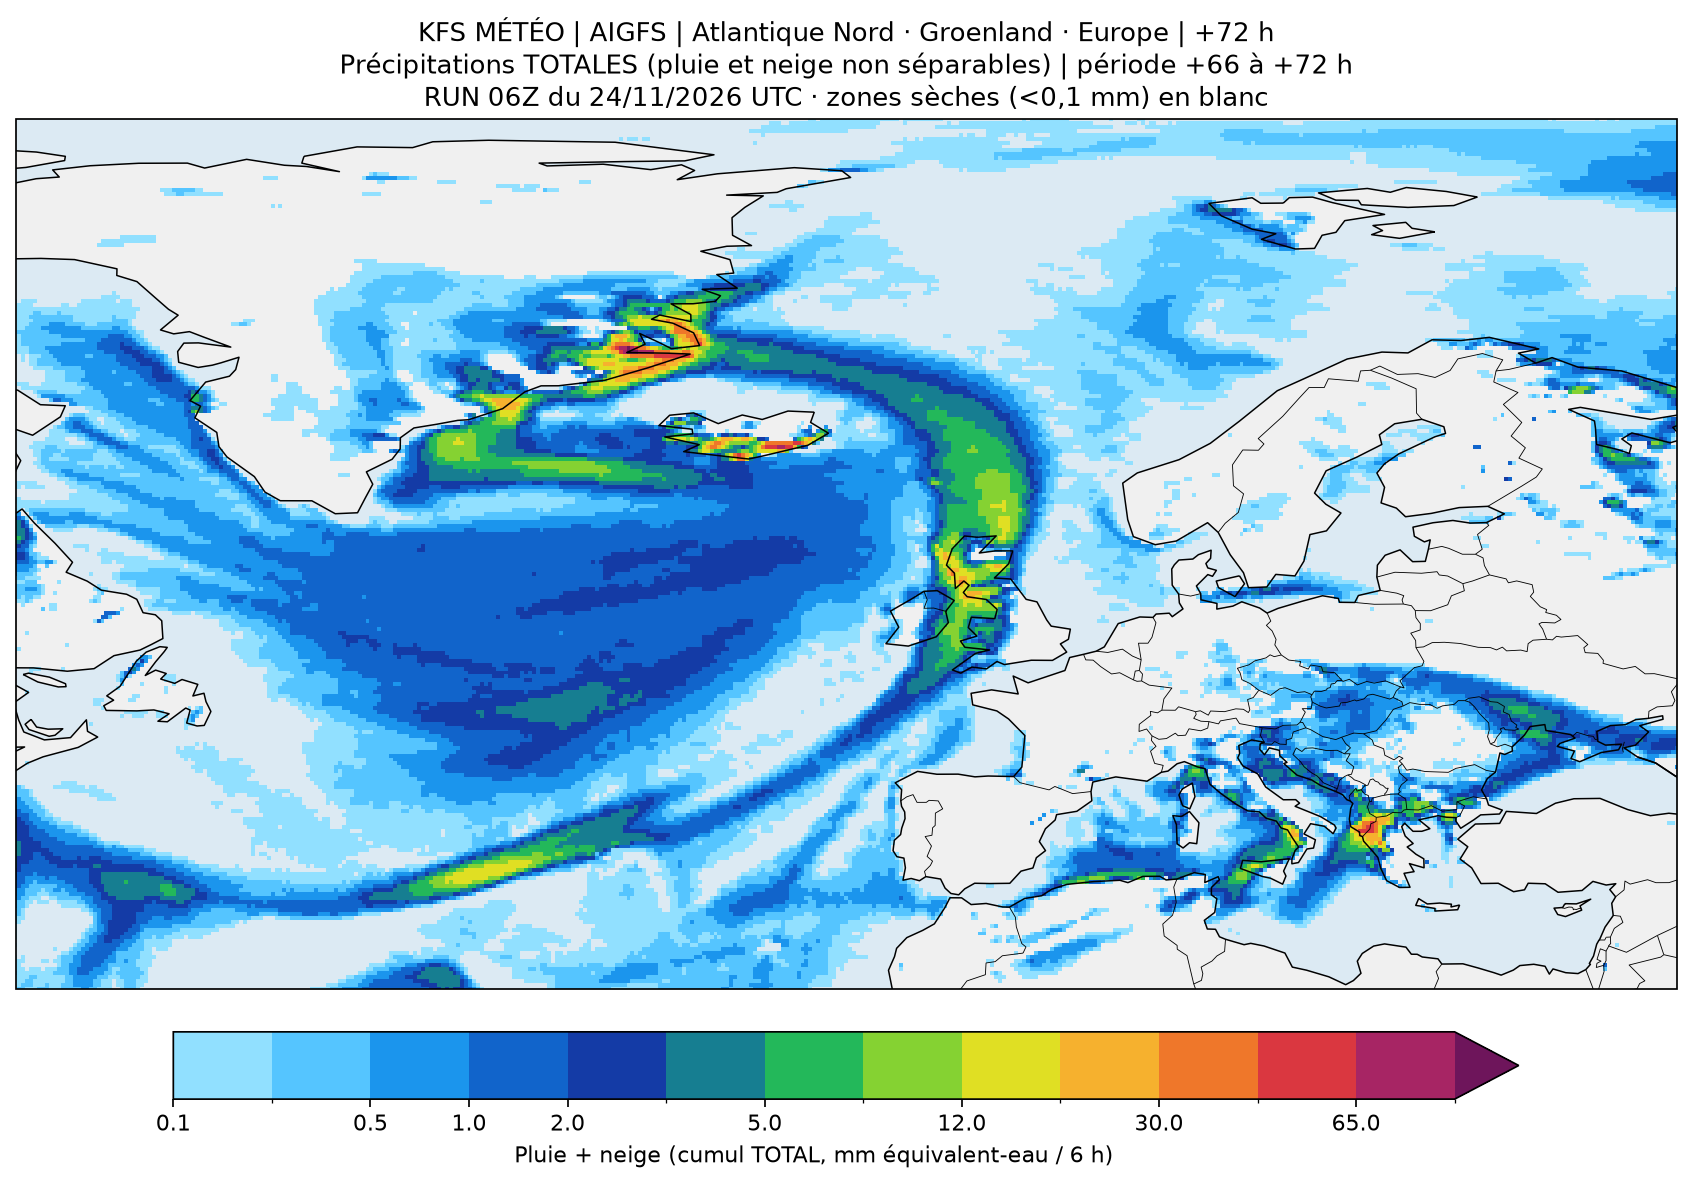 KFS MÉTÉO | AIGFS | Atlantique Nord · Groenland · Europe | +72 h
Précipitations TOTALES (pluie et neige non séparables) | période +66 à +72 h
RUN 06Z du 24/11/2026 UTC · zones sèches (<0,1 mm) en blanc
0.1 0.5 1.0 2.0 5.0 12.0 30.0 65.0
Pluie + neige (cumul TOTAL, mm équivalent-eau / 6 h)